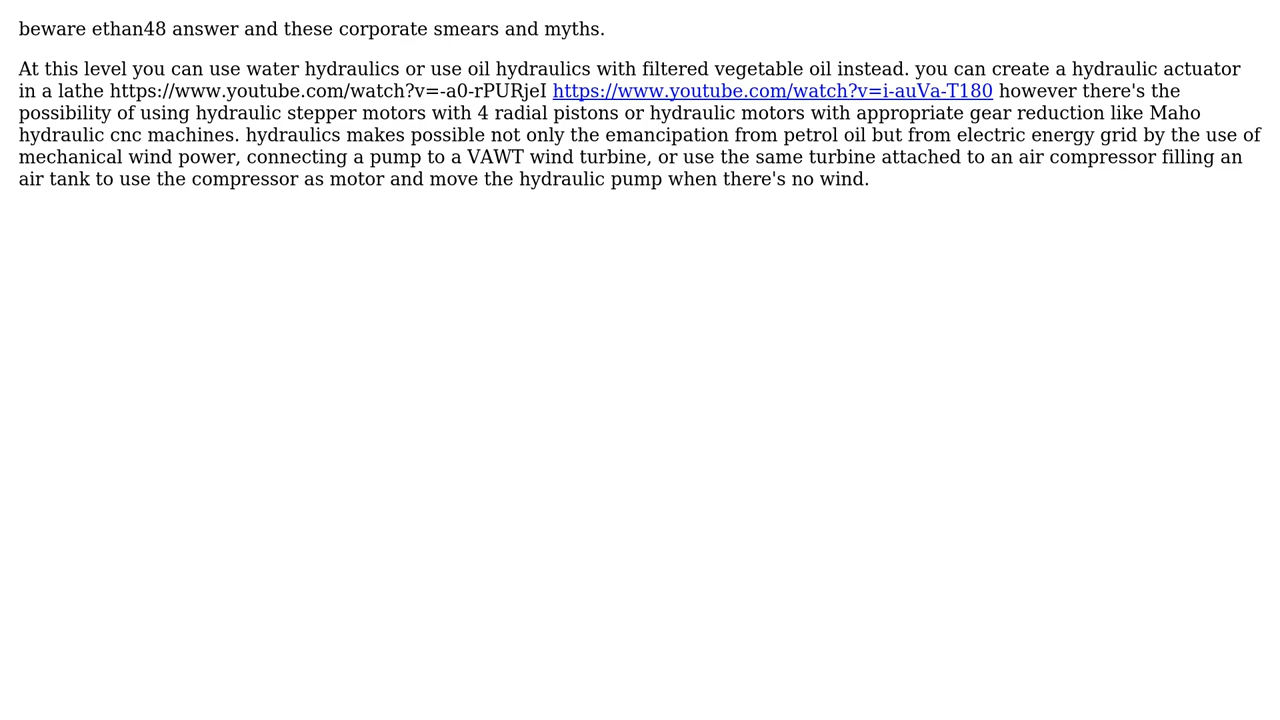 beware ethan48 answer and these corporate smears and myths.
At this level you can use water hydraulics or use oil hydraulics with filtered vegetable oil instead. you can create a hydraulic actuator
in a lathe https://www.youtube.com/watch?v=-a0-rPURjeI https://www.youtube.com/watch?v=i-auVa-T180 however there's the
possibility of using hydraulic stepper motors with 4 radial pistons or hydraulic motors with appropriate gear reduction like Maho
hydraulic cnc machines. hydraulics makes possible not only the emancipation from petrol oil but from electric energy grid by the use of
mechanical wind power, connecting a pump to a VAWT wind turbine, or use the same turbine attached to an air compressor filling an
air tank to use the compressor as motor and move the hydraulic pump when there's no wind.